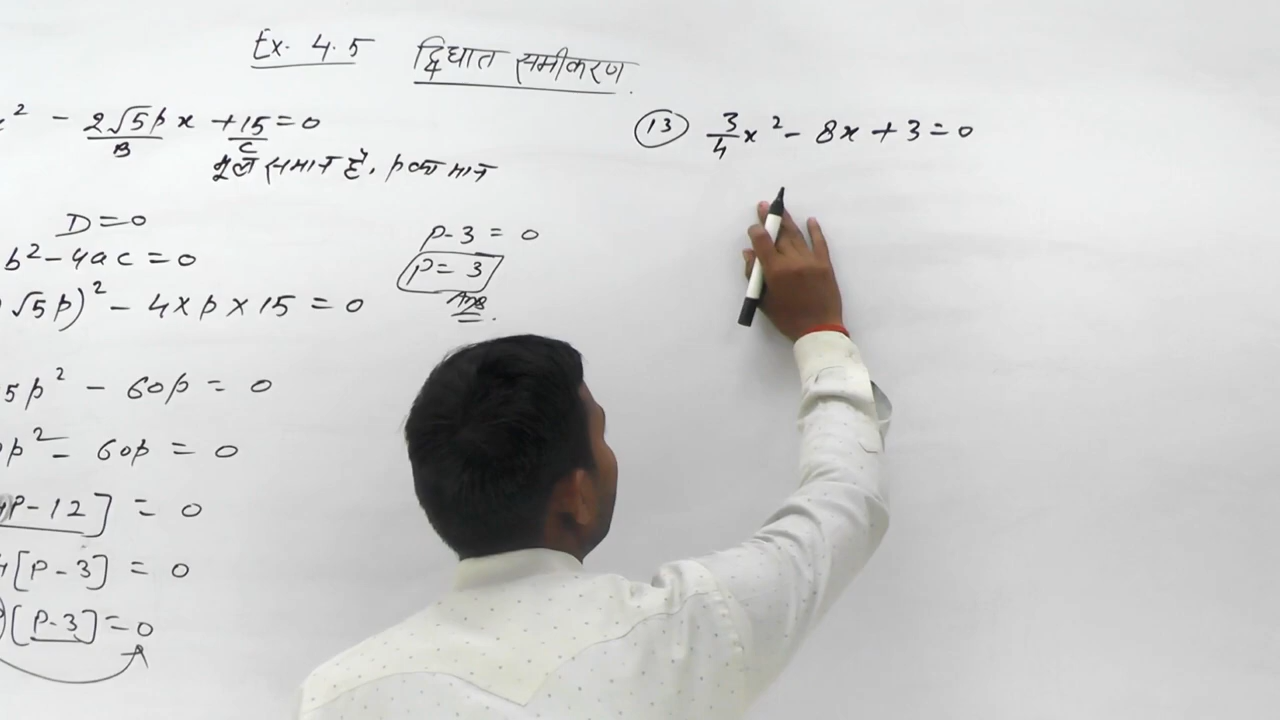 Ex. 4.5 द्विघात समीकरण
² - 2√5px + 15 = 0
B C
मूल समान हैं, p का मान
D = 0
b² - 4ac = 0
√5p)² - 4 × p × 15 = 0
5p² - 60p = 0
p² - 60p = 0
p - 12] = 0
[p - 3] = 0
[p - 3] = 0
p - 3 = 0
p = 3
Ans.
(13) 3/4 x² - 8x + 3 = 0